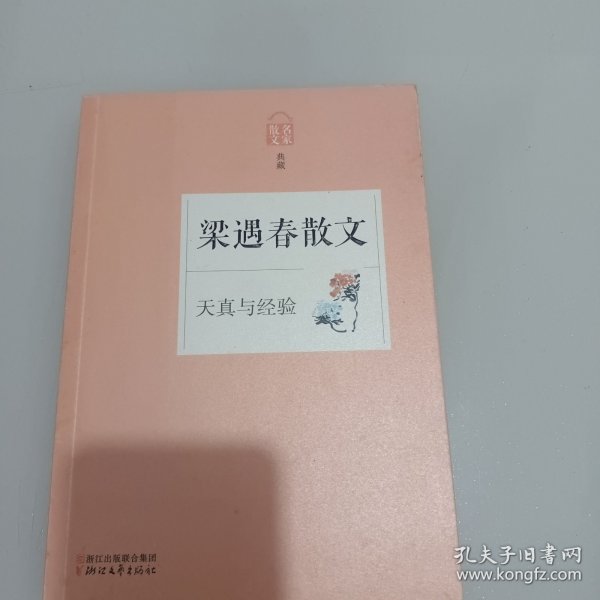 名家
散文
典藏
梁遇春散文
天真与经验
浙江出版联合集团
浙江文艺出版社
孔夫子旧书网
www.kongfz.com